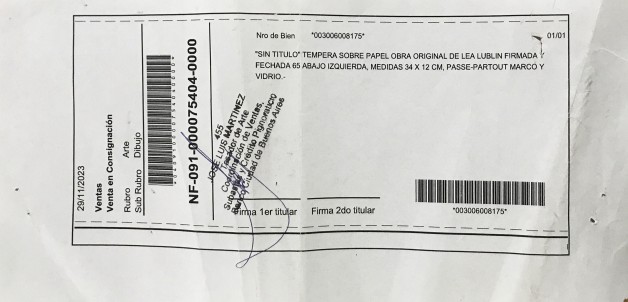 29/11/2023
Ventas
Venta en Consignación
Rubro Arte
Sub Rubro Dibujo
NF-091-000075404-0000
Nro de Bien *003006008175* 01/01
"SIN TITULO" TEMPERA SOBRE PAPEL OBRA ORIGINAL DE LEA LUBLIN FIRMADA Y
FECHADA 65 ABAJO IZQUIERDA, MEDIDAS 34 X 12 CM, PASSE-PARTOUT MARCO Y
VIDRIO.-
455
JOSE LUIS MARTINEZ
Tasador de Arte
Coordinación de Ventas,
Subastas y Crédito Pignoraticio
Banco Ciudad de Buenos Aires
Firma 1er titular
Firma 2do titular
*003006008175*